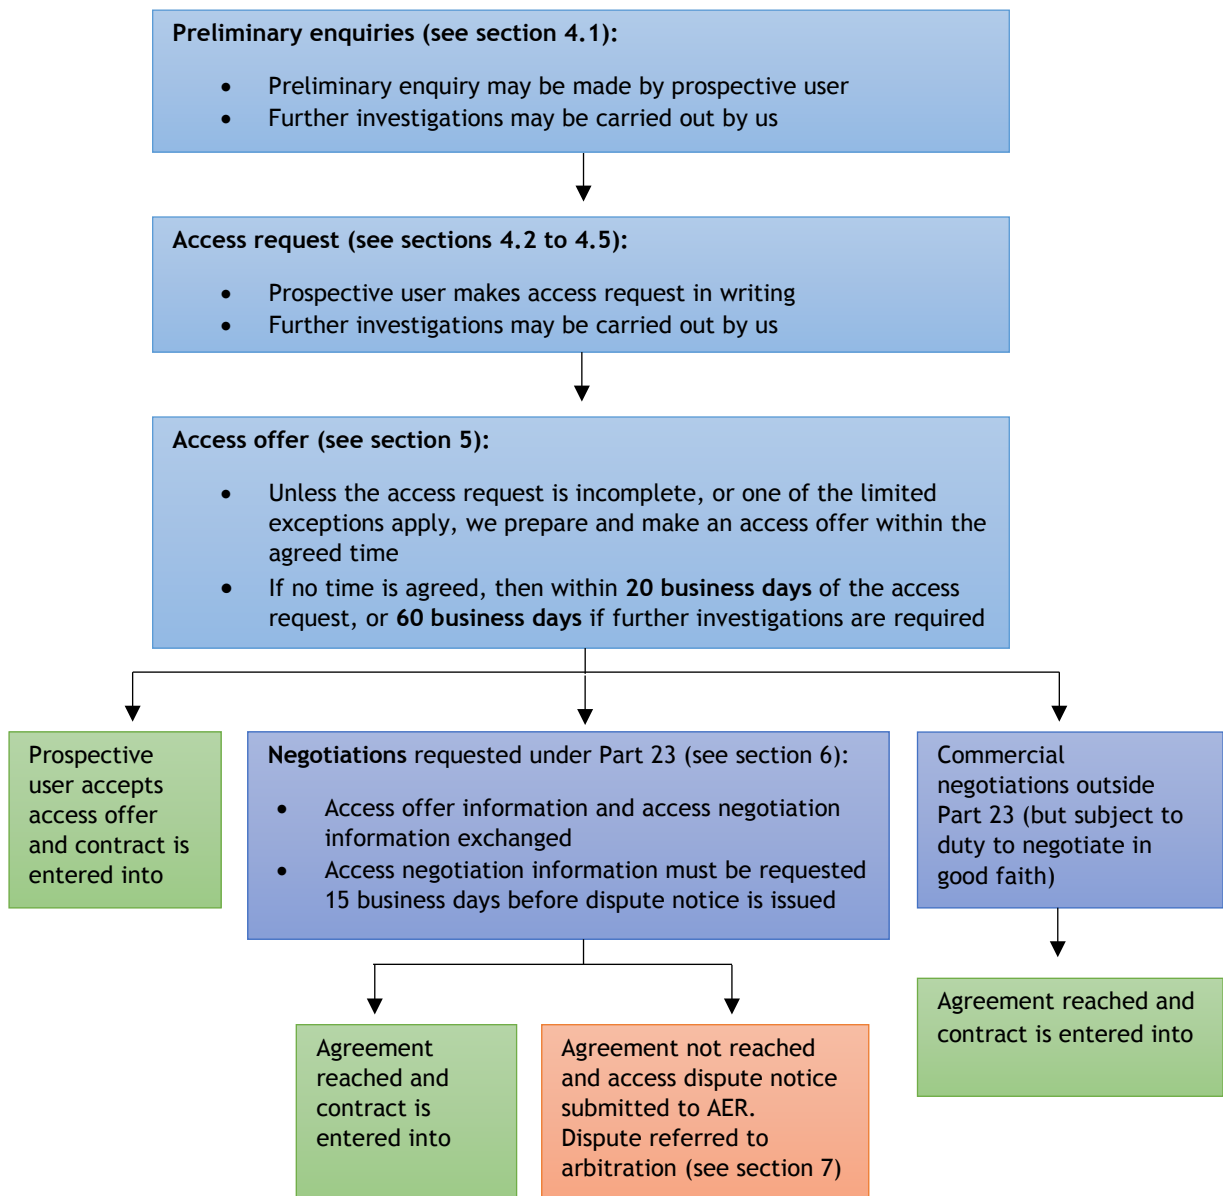 Preliminary enquiries (see section 4.1):
• Preliminary enquiry may be made by prospective user
• Further investigations may be carried out by us
Access request (see sections 4.2 to 4.5):
• Prospective user makes access request in writing
• Further investigations may be carried out by us
Access offer (see section 5):
• Unless the access request is incomplete, or one of the limited
exceptions apply, we prepare and make an access offer within the
agreed time
• If no time is agreed, then within 20 business days of the access
request, or 60 business days if further investigations are required
Prospective
user accepts
access offer
and contract is
entered into
Negotiations requested under Part 23 (see section 6):
• Access offer information and access negotiation
information exchanged
• Access negotiation information must be requested
15 business days before dispute notice is issued
Commercial
negotiations outside
Part 23 (but subject to
duty to negotiate in
good faith)
Agreement
reached and
contract is
entered into
Agreement not reached
and access dispute notice
submitted to AER.
Dispute referred to
arbitration (see section 7)
Agreement reached and
contract is entered into